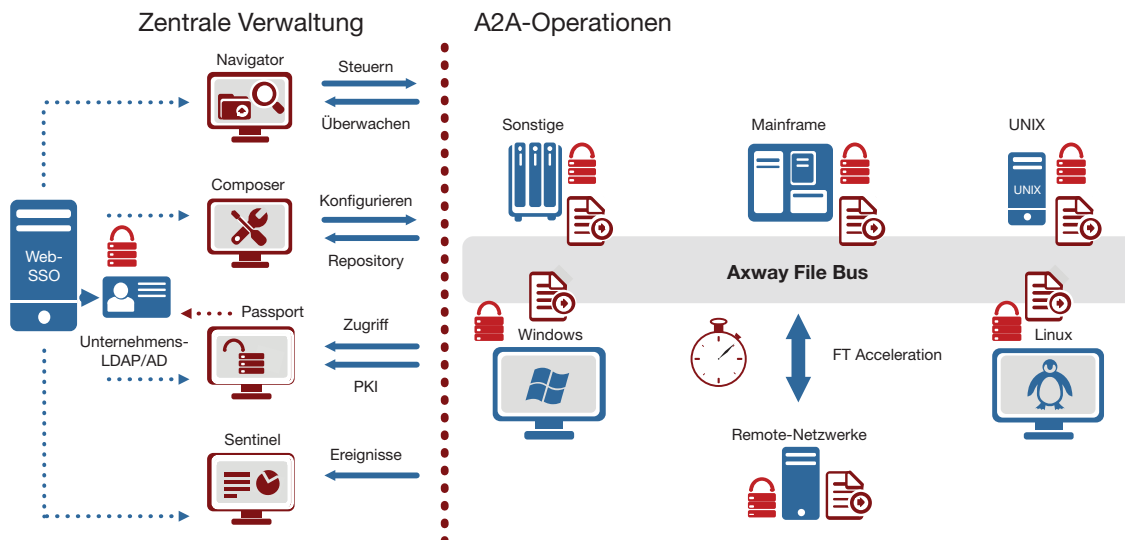 Zentrale Verwaltung
A2A-Operationen
Navigator
Steuern
Überwachen
Composer
Konfigurieren
Repository
Web-
SSO
Passport
Zugriff
Unternehmens-
LDAP/AD
PKI
Sentinel
Ereignisse
Sonstige
Mainframe
UNIX
UNIX
Axway File Bus
Windows
FT Acceleration
Linux
Remote-Netzwerke